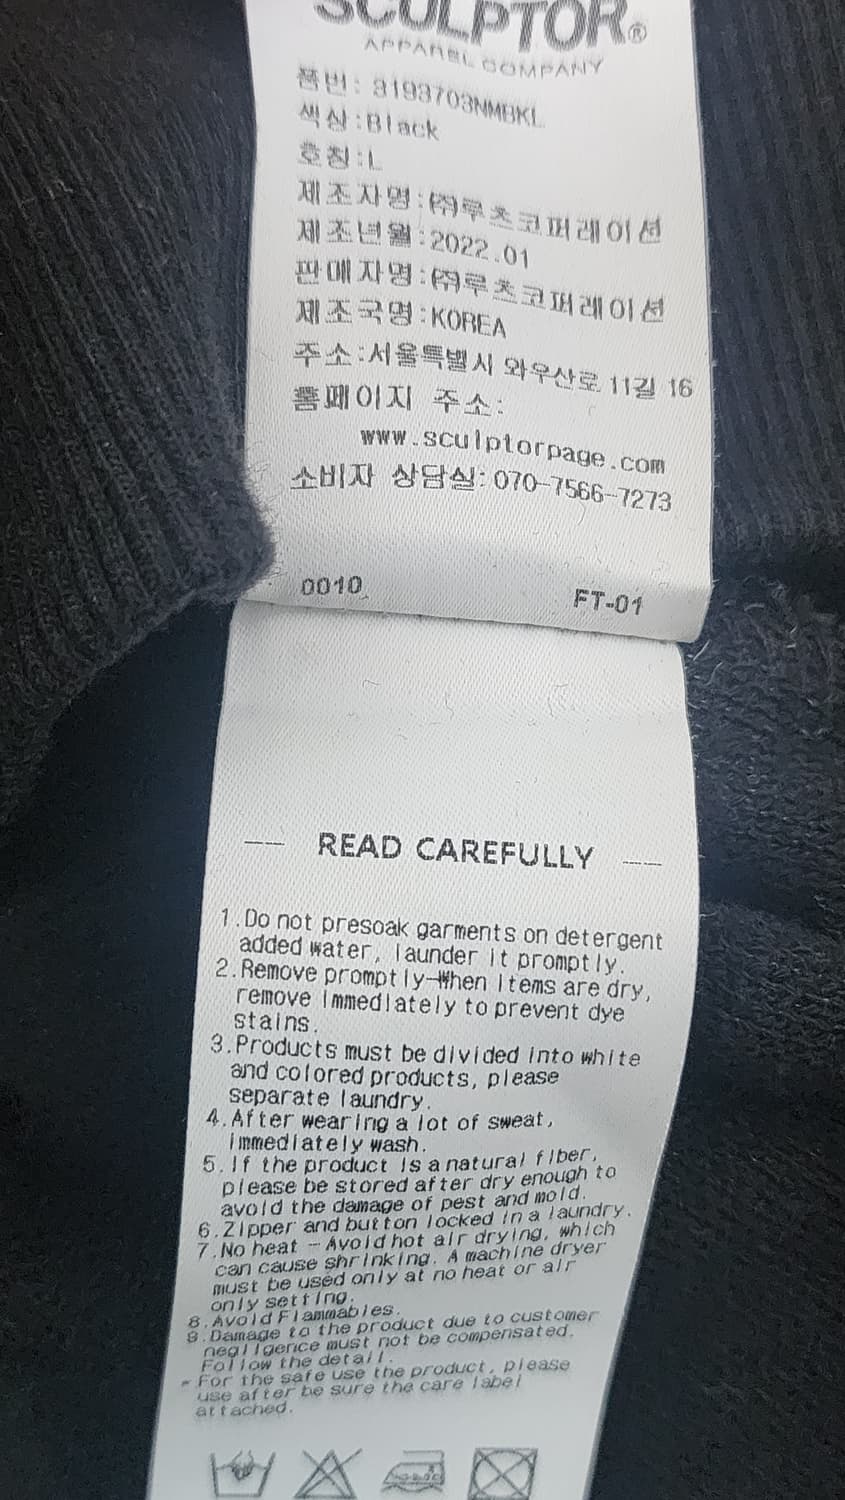 SCULPTOR®
APPAREL COMPANY
품번: 3193703NMBKL
색상:Black
호칭:L
제조자명:㈜루츠코퍼레이션
제조년월:2022.01
판매자명:㈜루츠코퍼레이션
제조국명:KOREA
주소:서울특별시 와우산로 11길 16
홈페이지 주소:
www.sculptorpage.com
소비자 상담실: 070-7566-7273
0010 FT-01
READ CAREFULLY
1.Do not presoak garments on detergent
added water, launder it promptly.
2.Remove promptly-When items are dry,
remove immediately to prevent dye
stains.
3.Products must be divided into white
and colored products, please
separate laundry.
4.After wearing a lot of sweat,
immediately wash.
5.If the product is a natural fiber,
please be stored after dry enough to
avoid the damage of pest and mold.
6.Zipper and button locked in a laundry.
7.No heat - Avoid hot air drying, which
can cause shrinking. A machine dryer
must be used only at no heat or air
only setting.
8.Avoid Flammables.
9.Damage to the product due to customer
negligence must not be compensated.
Follow the detail.
- For the safe use the product, please
use after be sure the care label
attached.